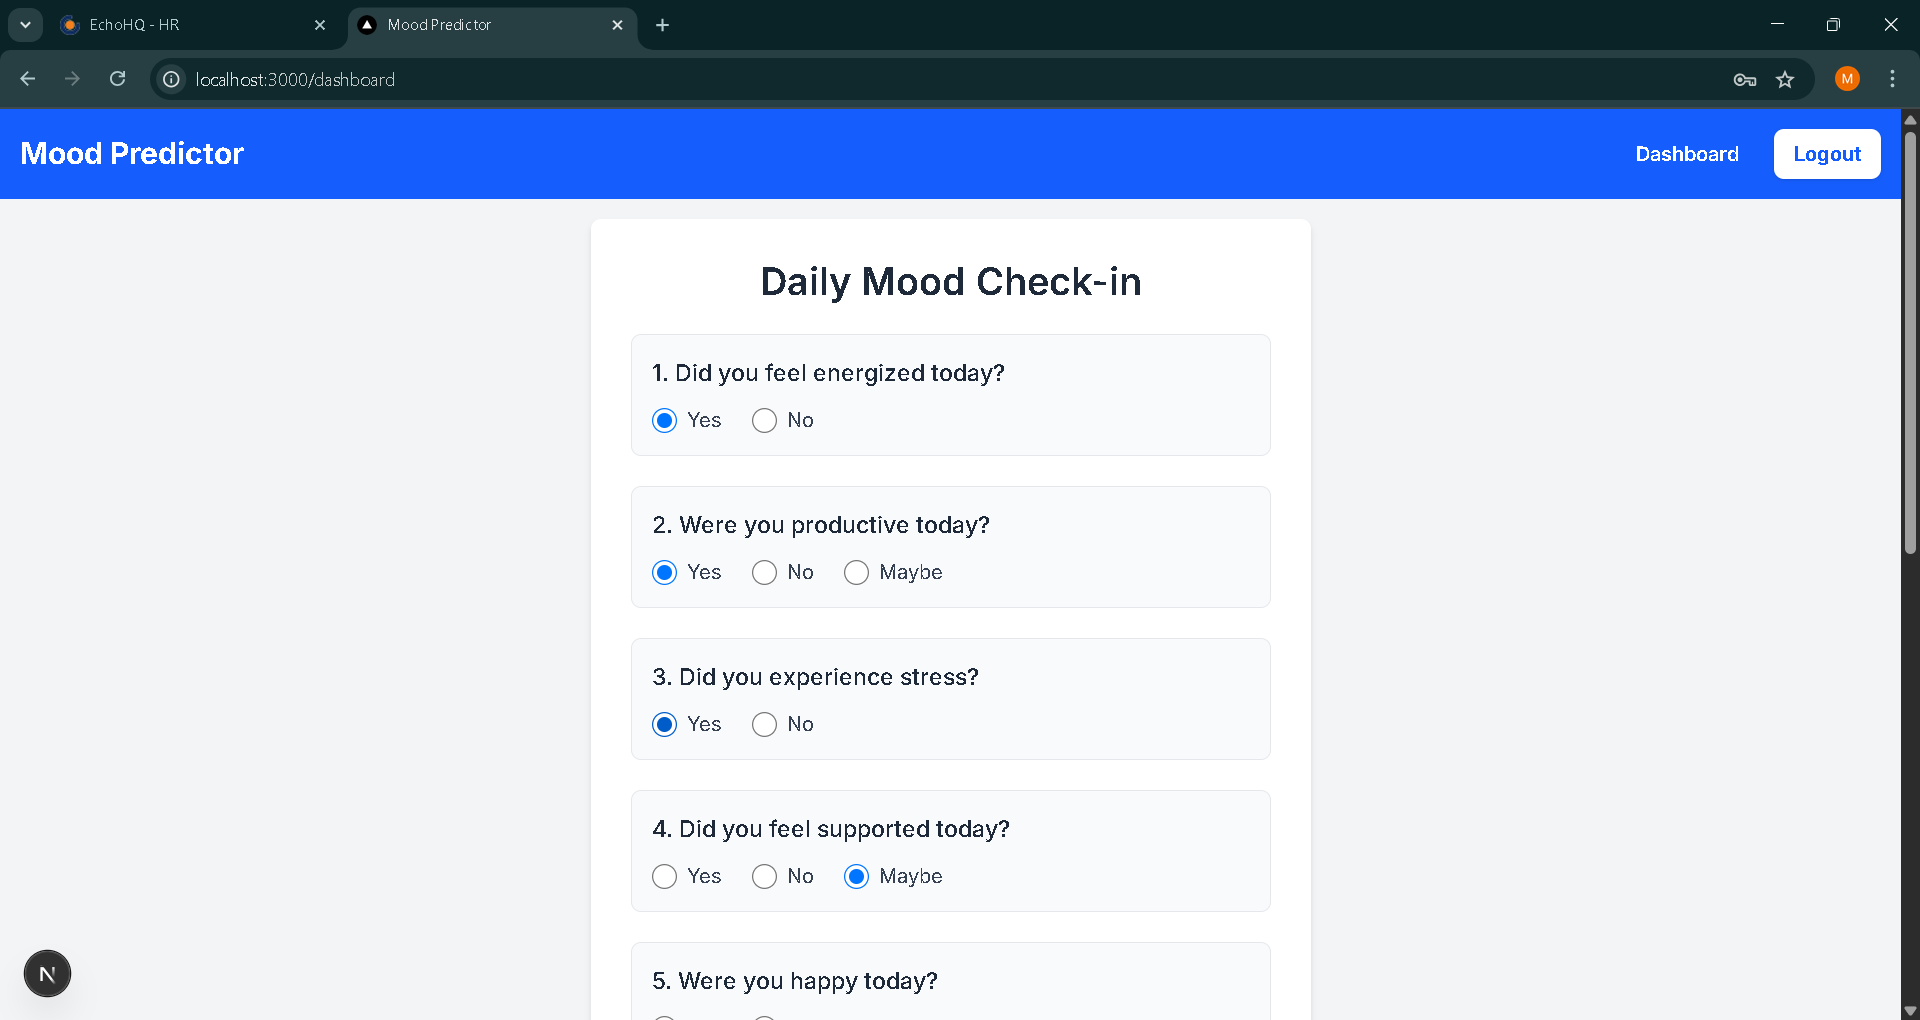 EchoHQ - HR
Mood Predictor
localhost:3000/dashboard
M
Mood Predictor
Dashboard
Logout
Daily Mood Check-in
1. Did you feel energized today?
Yes No
2. Were you productive today?
Yes No Maybe
3. Did you experience stress?
Yes No
4. Did you feel supported today?
Yes No Maybe
5. Were you happy today?
N